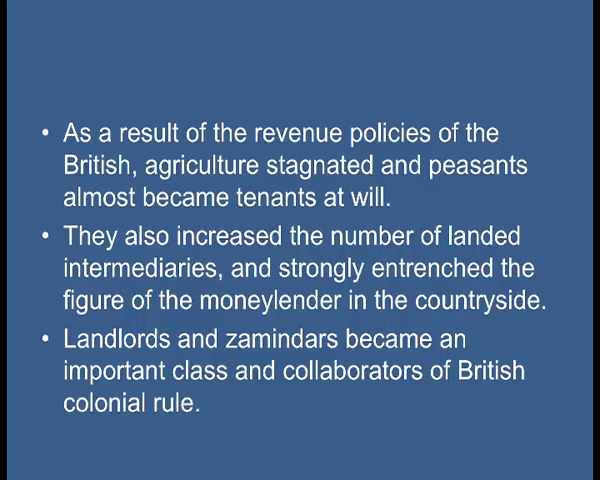 • As a result of the revenue policies of the
British, agriculture stagnated and peasants
almost became tenants at will.
• They also increased the number of landed
intermediaries, and strongly entrenched the
figure of the moneylender in the countryside.
• Landlords and zamindars became an
important class and collaborators of British
colonial rule.